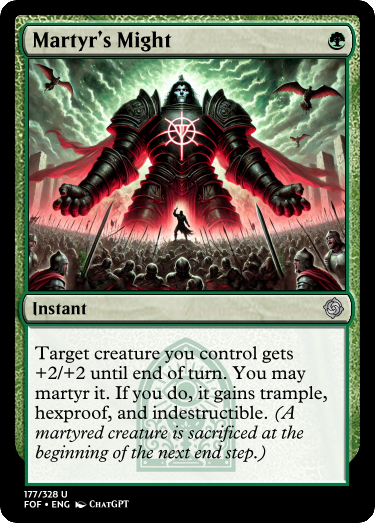 Martyr's Might
Instant
Target creature you control gets
+2/+2 until end of turn. You may
martyr it. If you do, it gains trample,
hexproof, and indestructible. (A
martyred creature is sacrificed at the
beginning of the next end step.)
177/328 U
FOF • ENG ChatGPT